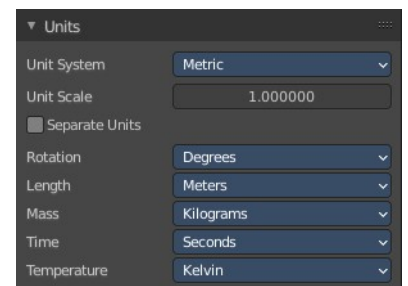 Units
Unit System Metric
Unit Scale 1.000000
Separate Units
Rotation Degrees
Length Meters
Mass Kilograms
Time Seconds
Temperature Kelvin